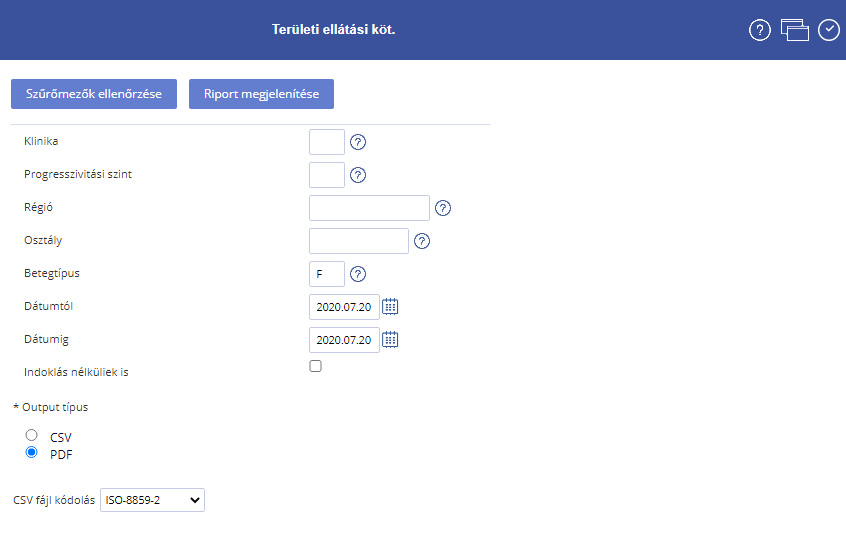 Területi ellátási köt.
Szűrőmezők ellenőrzése Riport megjelenítése
Klinika
Progresszivitási szint
Régió
Osztály
Betegtípus F
Dátumtól 2020.07.20
Dátumig 2020.07.20
Indoklás nélküliek is
* Output típus
CSV
PDF
CSV fájl kódolás ISO-8859-2